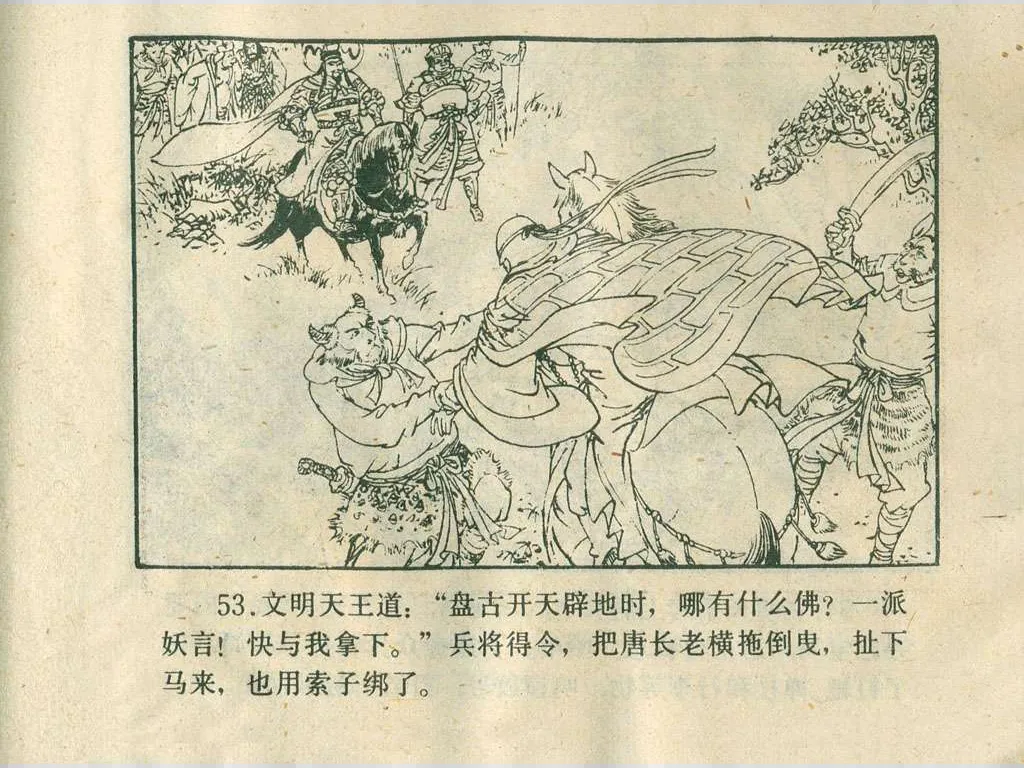 53.文明天王道：“盘古开天辟地时，哪有什么佛？一派
妖言！快与我拿下。”兵将得令，把唐长老横拖倒曳，扯下
马来，也用索子绑了。